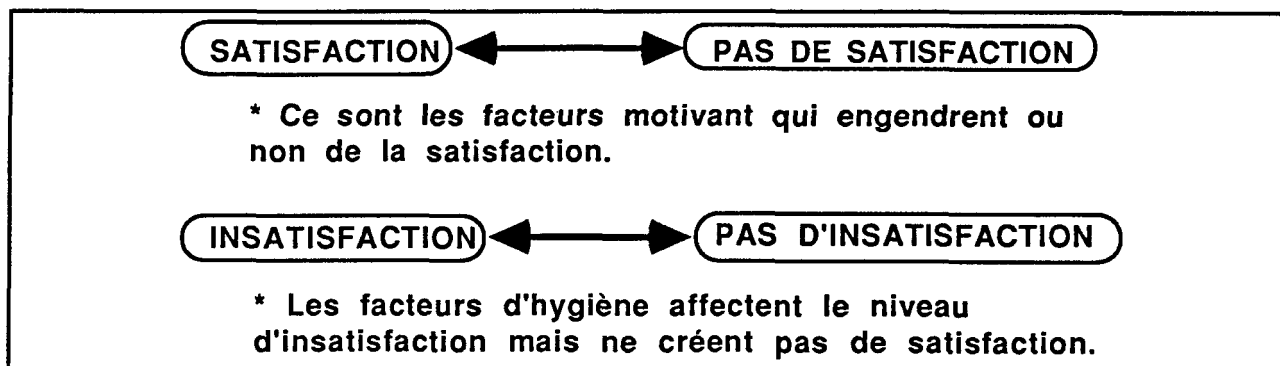 SATISFACTION PAS DE SATISFACTION
* Ce sont les facteurs motivant qui engendrent ou
non de la satisfaction.
INSATISFACTION PAS D'INSATISFACTION
* Les facteurs d'hygiène affectent le niveau
d'insatisfaction mais ne créent pas de satisfaction.